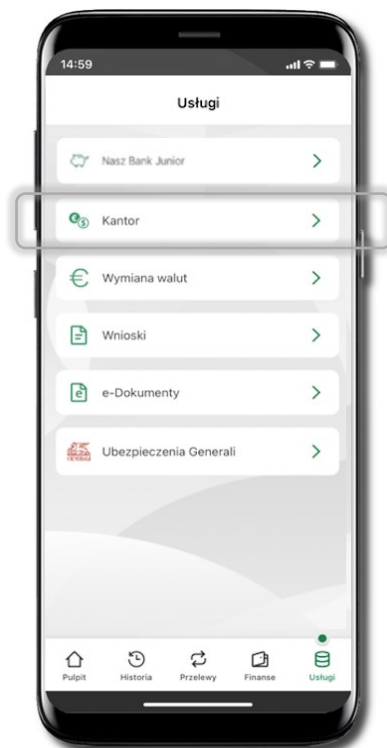 14:59
Usługi
Nasz Bank Junior
Kantor
Wymiana walut
Wnioski
e-Dokumenty
Ubezpieczenia Generali
Pulpit Historia Przelewy Finanse Usługi